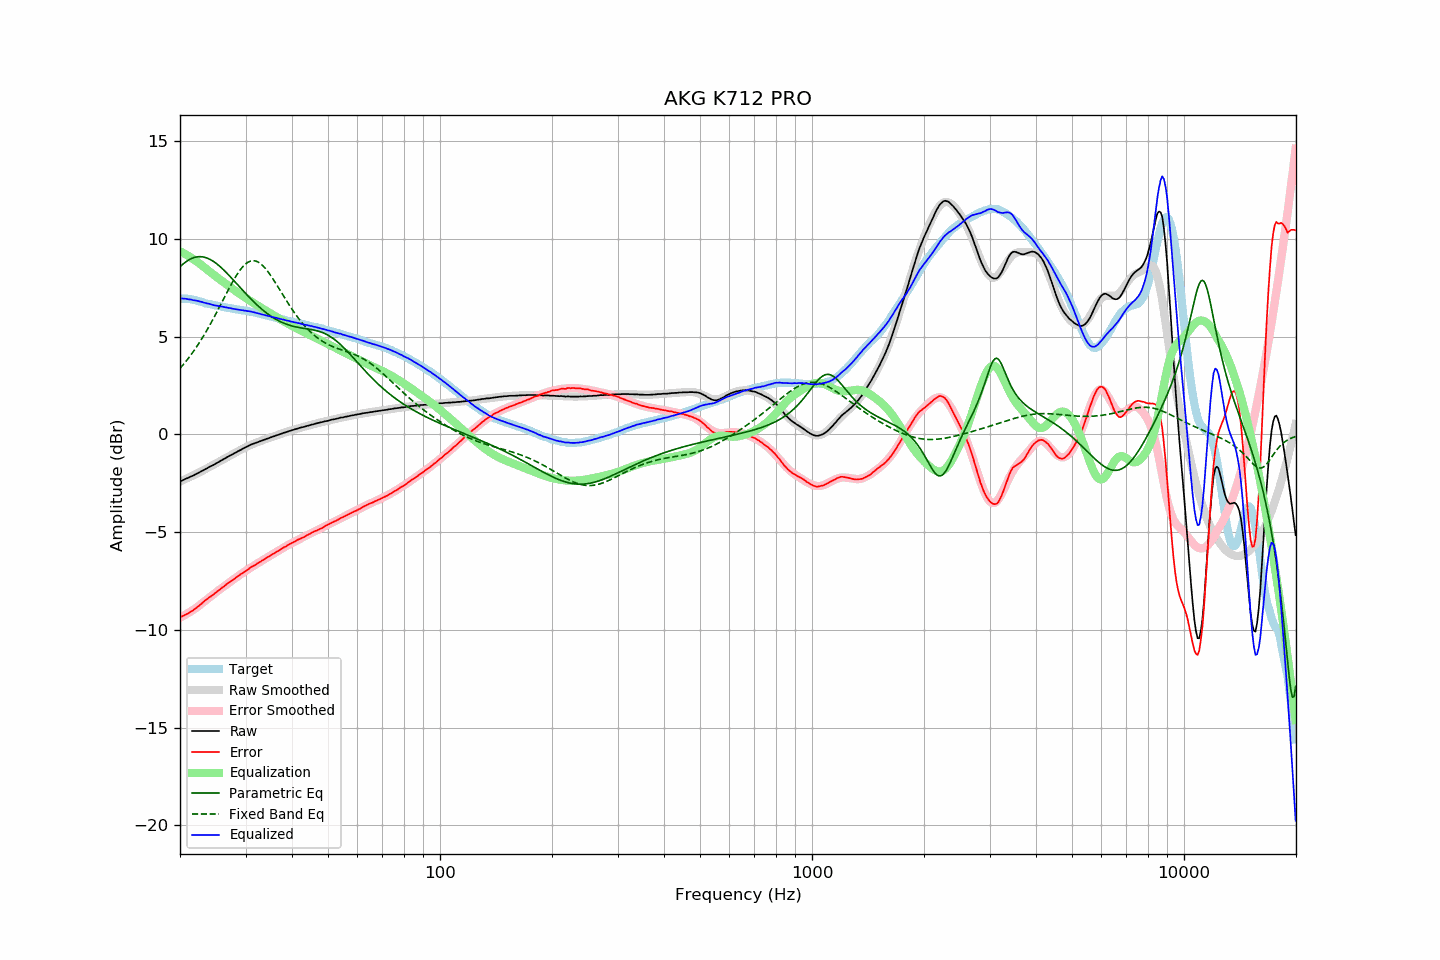 AKG K712 PRO
15
10
5
0
−5
−10
−15
−20
Amplitude (dBr)
Target
Raw Smoothed
Error Smoothed
Raw
Error
Equalization
Parametric Eq
Fixed Band Eq
Equalized
100
1000
10000
Frequency (Hz)